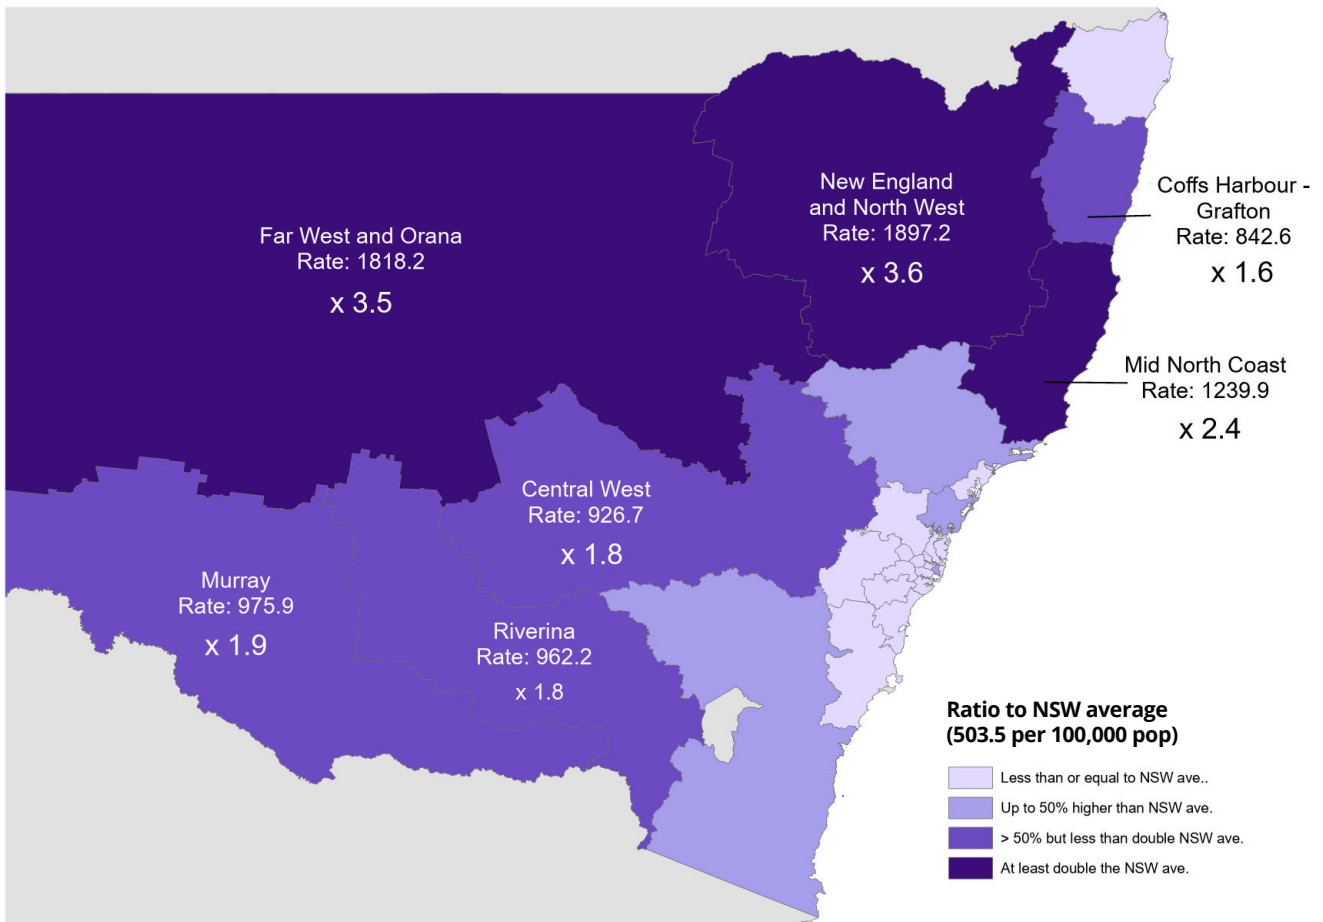 New England
and North West
Rate: 1897.2
x 3.6
Coffs Harbour -
Grafton
Rate: 842.6
x 1.6
Far West and Orana
Rate: 1818.2
x 3.5
Mid North Coast
Rate: 1239.9
x 2.4
Central West
Rate: 926.7
x 1.8
Murray
Rate: 975.9
x 1.9
Riverina
Rate: 962.2
x 1.8
Ratio to NSW average
(503.5 per 100,000 pop)
Less than or equal to NSW ave..
Up to 50% higher than NSW ave.
> 50% but less than double NSW ave.
At least double the NSW ave.